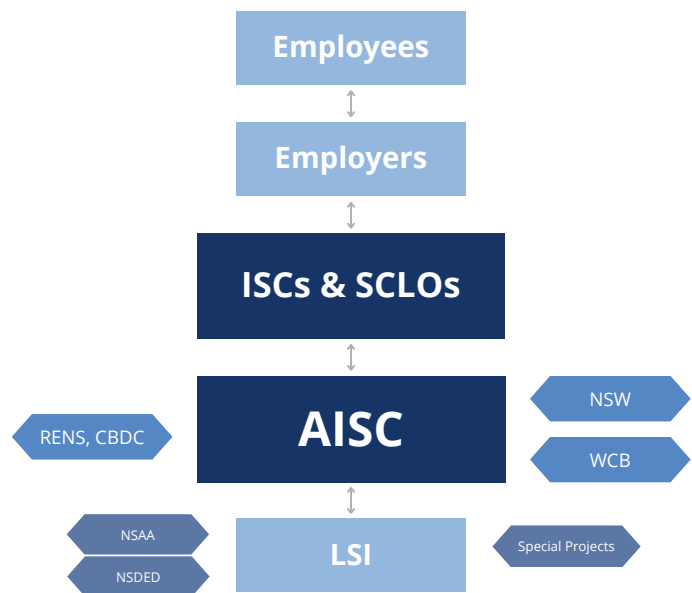 Employees
Employers
ISCs & SCLOs
AISC
RENS, CBDC
NSW
WCB
LSI
NSAA
NSDED
Special Projects